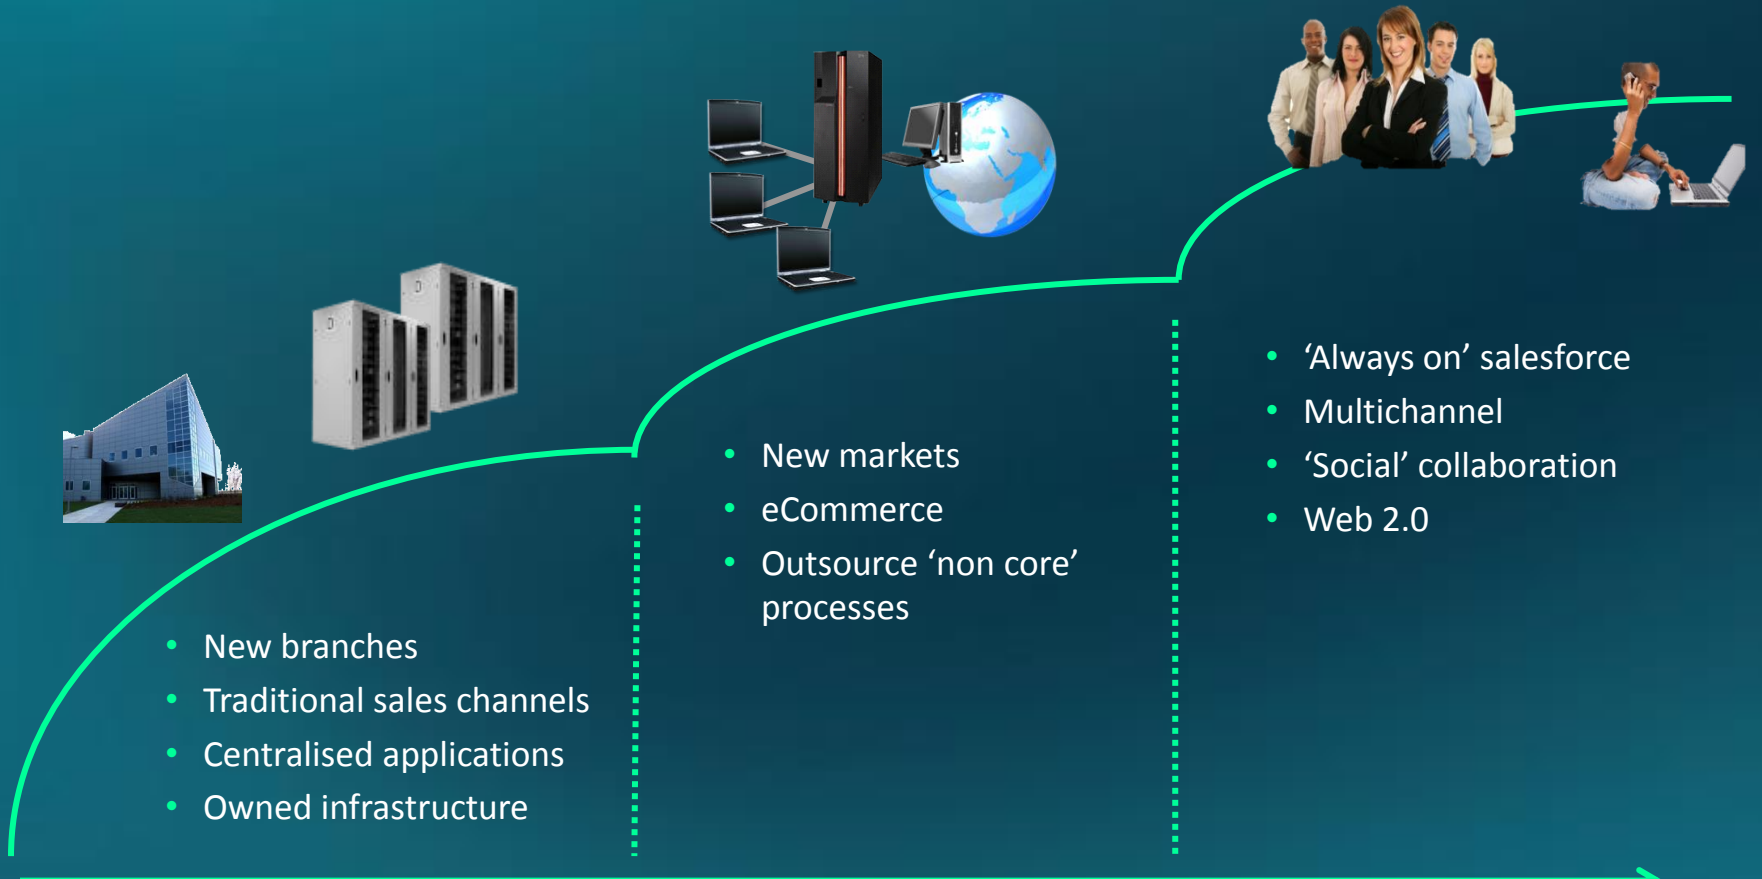 New branches
Traditional sales channels
Centralised applications
Owned infrastructure
New markets
eCommerce
Outsource ‘non core’
processes
‘Always on’ salesforce
Multichannel
‘Social’ collaboration
Web 2.0